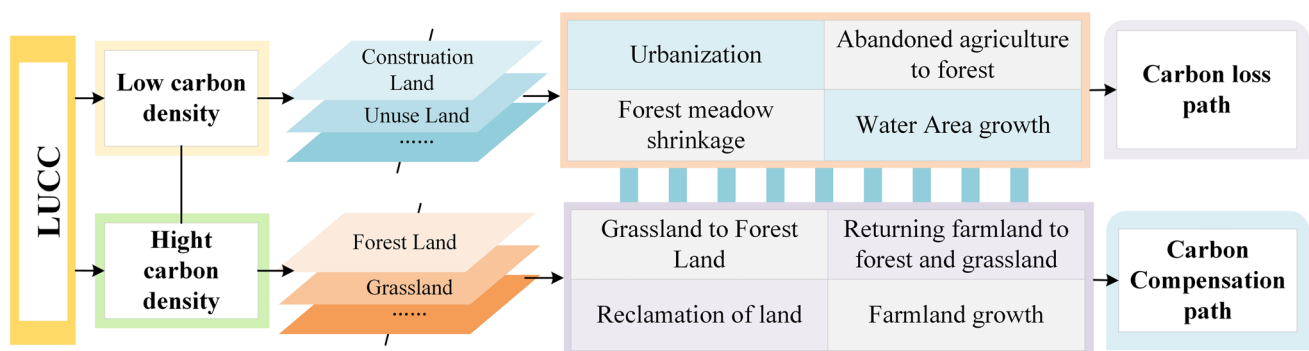 LUCC
Low carbon
density
Construation
Land
Unuse Land
......
Urbanization
Abandoned agriculture
to forest
Forest meadow
shrinkage
Water Area growth
Carbon loss
path
Hight
carbon
density
Forest Land
Grassland
......
Grassland to Forest
Land
Returning farmland to
forest and grassland
Reclamation of land
Farmland growth
Carbon
Compensation
path